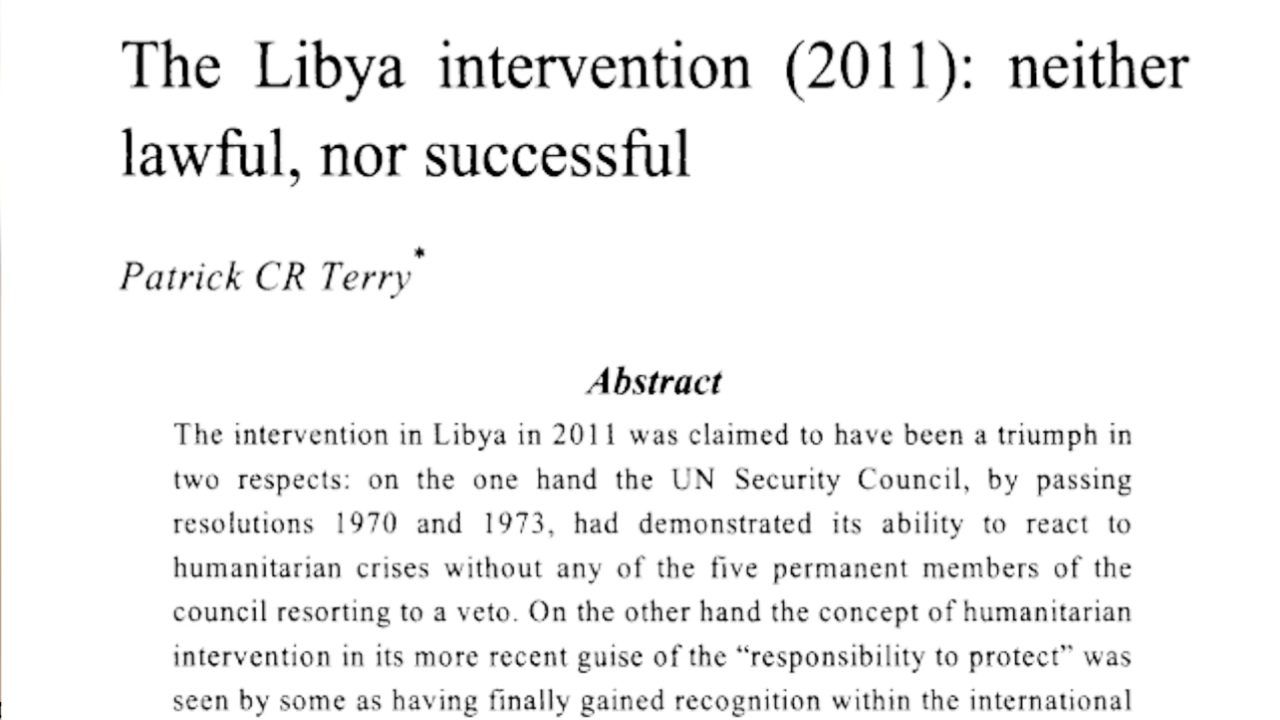 The Libya intervention (2011): neither
lawful, nor successful
Patrick CR Terry*
Abstract
The intervention in Libya in 2011 was claimed to have been a triumph in
two respects: on the one hand the UN Security Council, by passing
resolutions 1970 and 1973, had demonstrated its ability to react to
humanitarian crises without any of the five permanent members of the
council resorting to a veto. On the other hand the concept of humanitarian
intervention in its more recent guise of the “responsibility to protect” was
seen by some as having finally gained recognition within the international